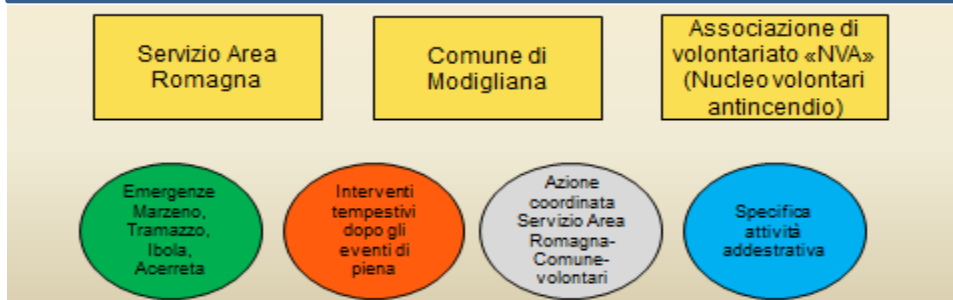 Servizio Area
Romagna
Comune di
Modigliana
Associazione di
volontariato «NVA»
(Nucleo volontari
antincendio)
Emergenze
Marzeno,
Tramazzo,
Ibola,
Acerreta
Interventi
tempestivi
dopo gli
eventi di
piena
Azione
coordinata
Servizio Area
Romagna-
Comune-
volontari
Specifica
attività
addestrativa